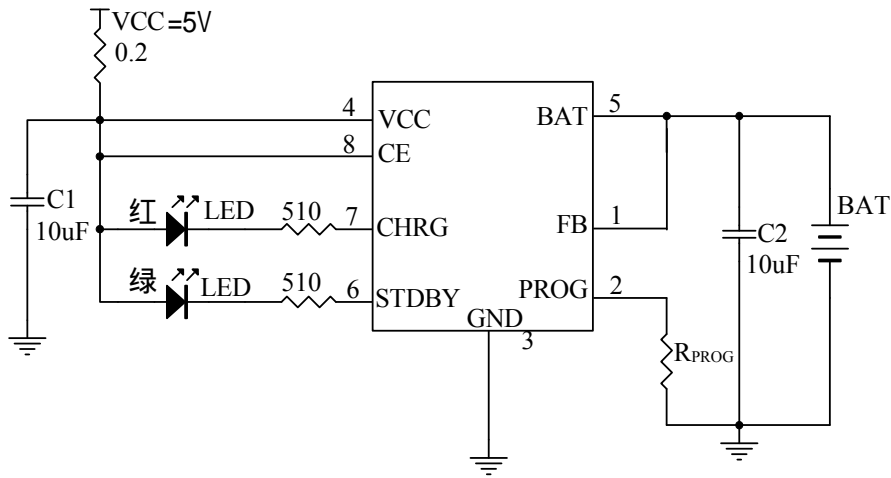 VCC=5V
0.2
4 VCC
BAT 5
8 CE
C1
10uF
红 LED 510 7 CHRG
FB 1
C2
10uF
BAT
绿 LED 510 6 STDBY
PROG 2
GND
3
RPROG